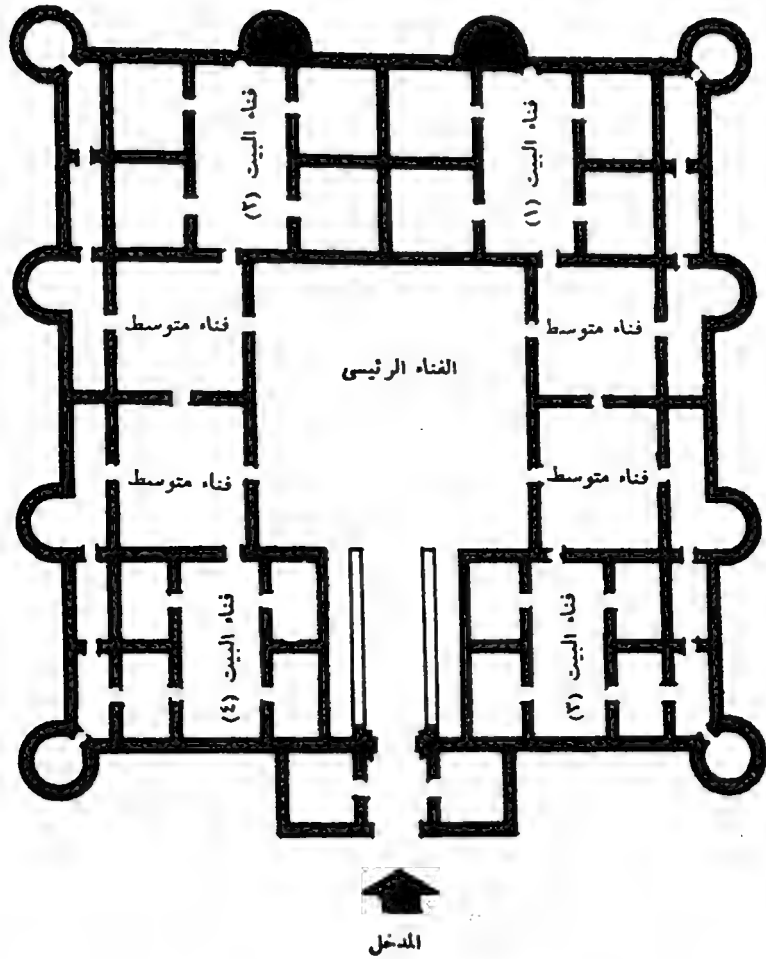 فناء البيت (١)
فناء البيت (٢)
فناء متوسط
فناء متوسط
الفناء الرئيسى
فناء متوسط
فناء متوسط
فناء البيت (٣)
فناء البيت (٤)
المدخل